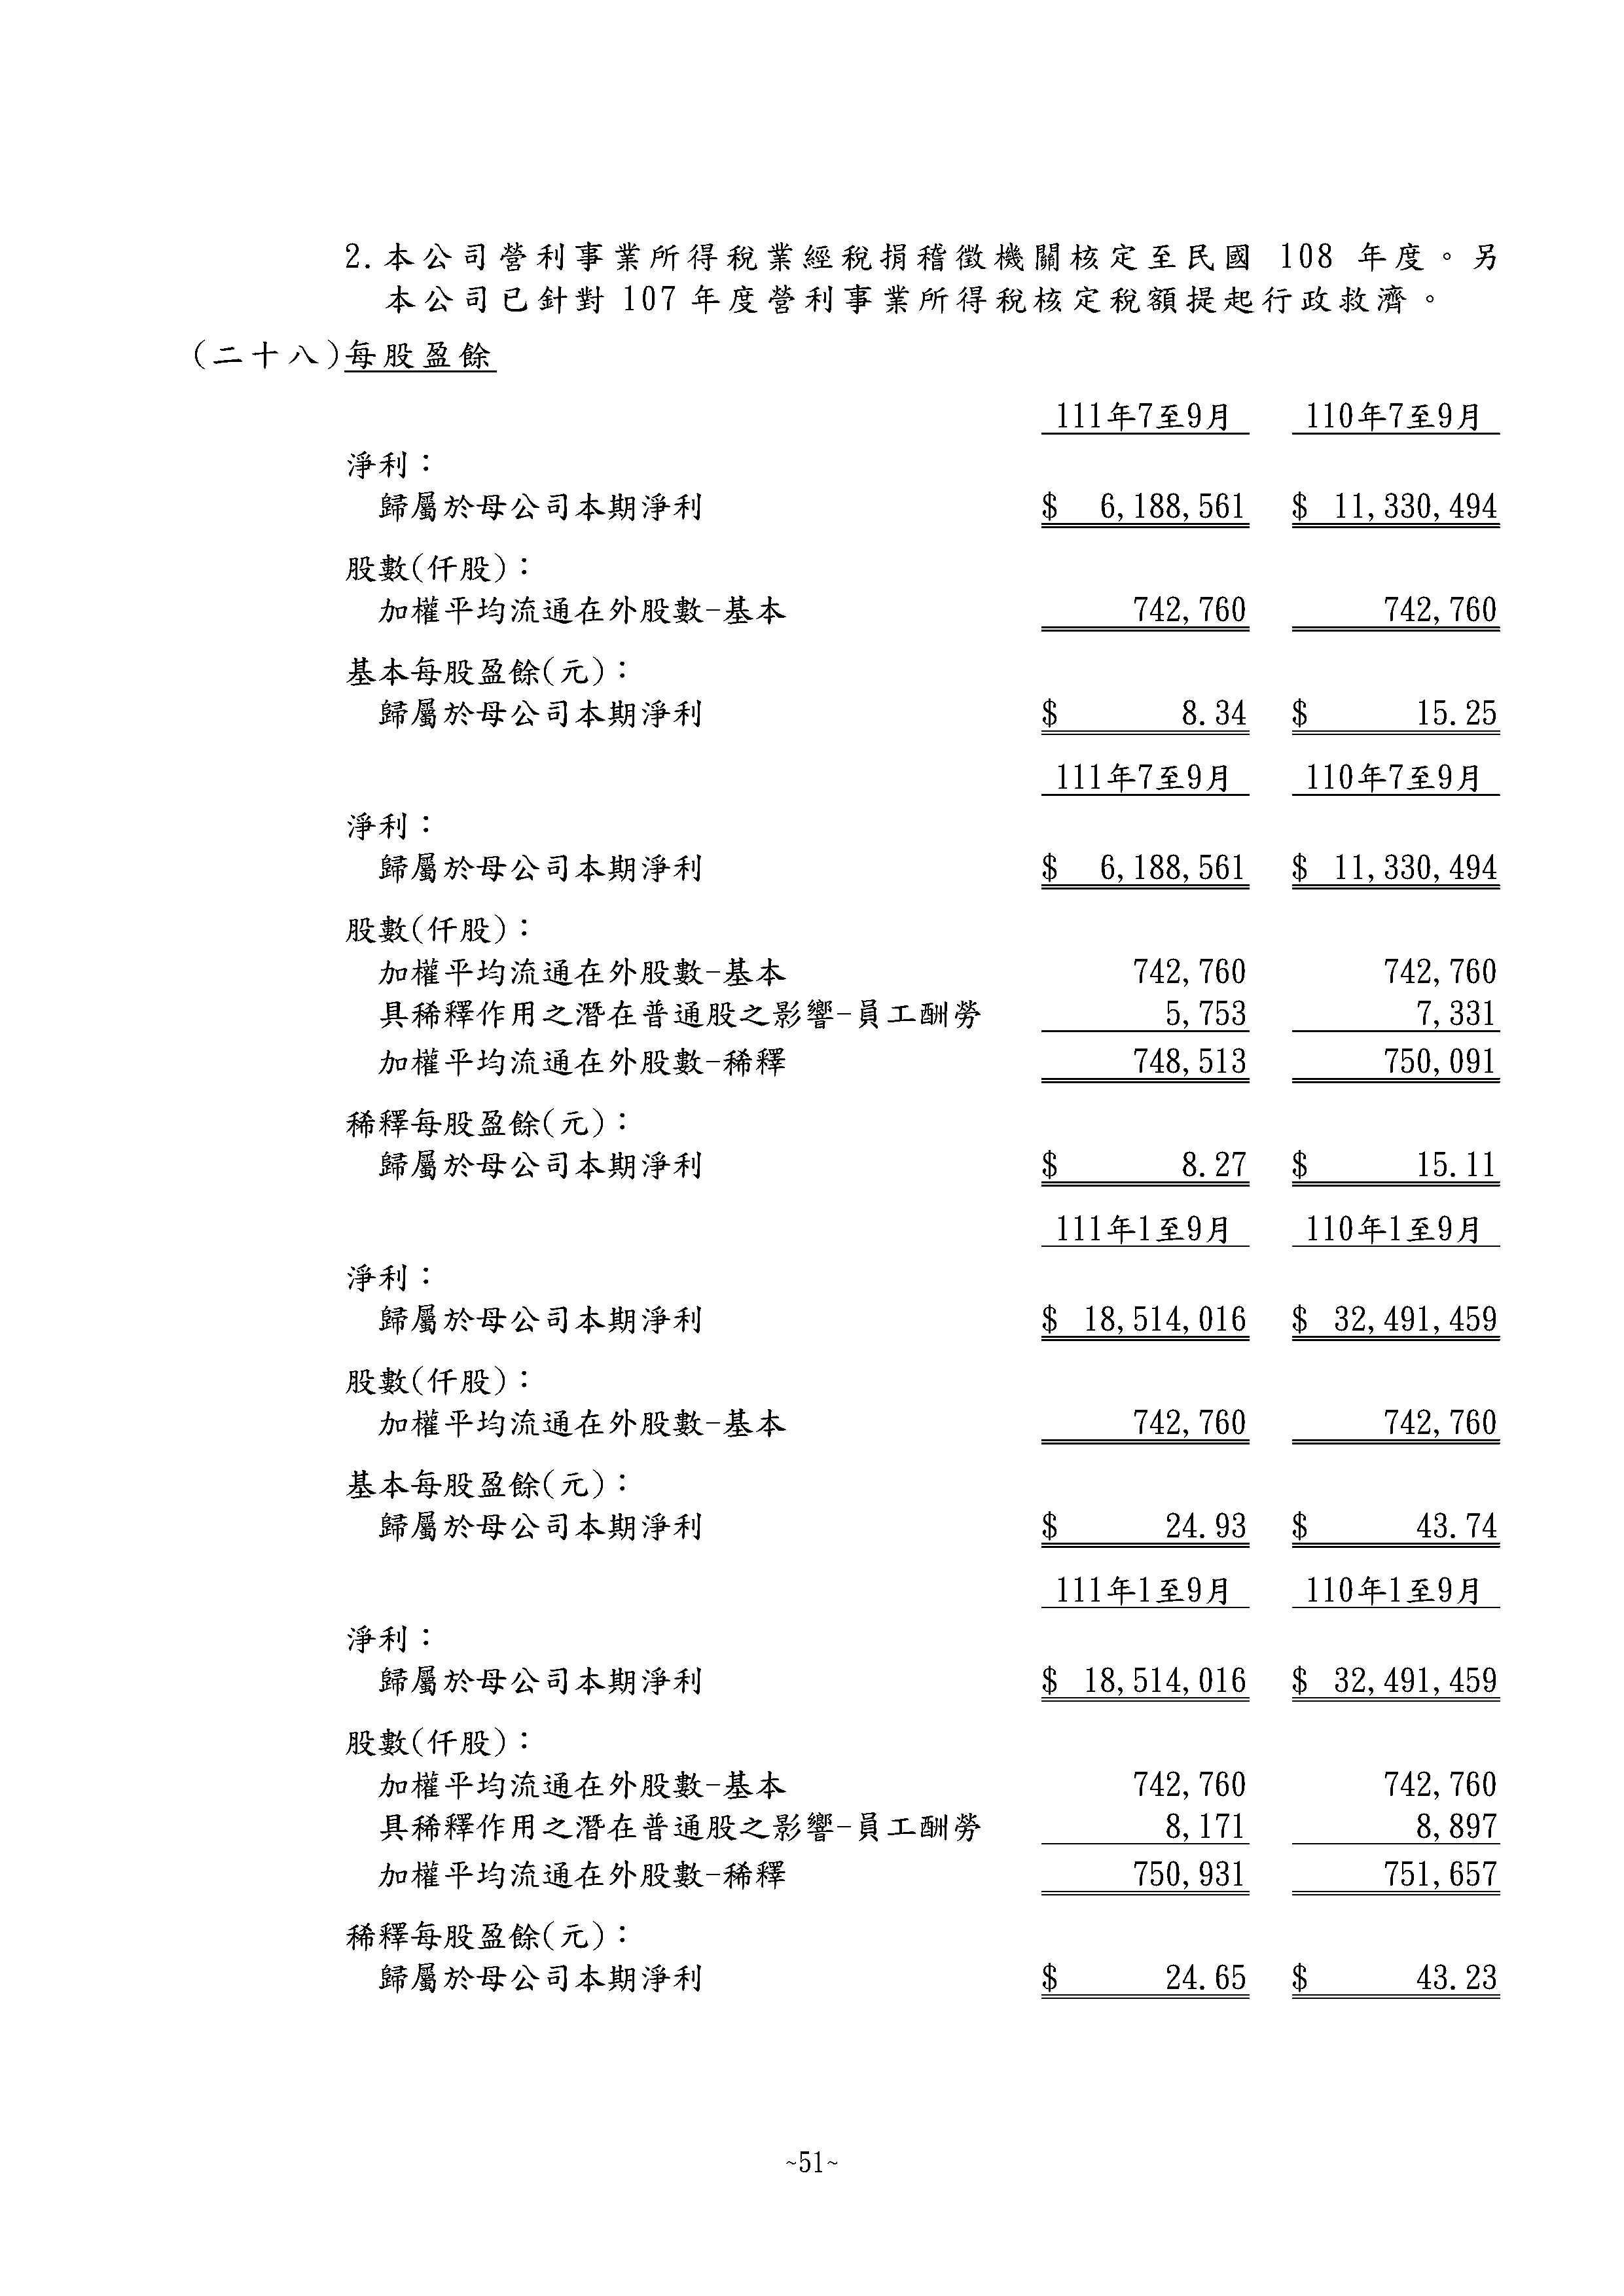 2.本公司營利事業所得稅業經稅捐稽徵機關核定至民國 108 年度。另
本公司已針對 107 年度營利事業所得稅核定稅額提起行政救濟。
(二十八)每股盈餘
111年7至9月 110年7至9月
淨利：
歸屬於母公司本期淨利 $ 6,188,561 $ 11,330,494
股數(仟股)：
加權平均流通在外股數-基本 742,760 742,760
基本每股盈餘(元)：
歸屬於母公司本期淨利 $ 8.34 $ 15.25
111年7至9月 110年7至9月
淨利：
歸屬於母公司本期淨利 $ 6,188,561 $ 11,330,494
股數(仟股)：
加權平均流通在外股數-基本 742,760 742,760
具稀釋作用之潛在普通股之影響-員工酬勞 5,753 7,331
加權平均流通在外股數-稀釋 748,513 750,091
稀釋每股盈餘(元)：
歸屬於母公司本期淨利 $ 8.27 $ 15.11
111年1至9月 110年1至9月
淨利：
歸屬於母公司本期淨利 $ 18,514,016 $ 32,491,459
股數(仟股)：
加權平均流通在外股數-基本 742,760 742,760
基本每股盈餘(元)：
歸屬於母公司本期淨利 $ 24.93 $ 43.74
111年1至9月 110年1至9月
淨利：
歸屬於母公司本期淨利 $ 18,514,016 $ 32,491,459
股數(仟股)：
加權平均流通在外股數-基本 742,760 742,760
具稀釋作用之潛在普通股之影響-員工酬勞 8,171 8,897
加權平均流通在外股數-稀釋 750,931 751,657
稀釋每股盈餘(元)：
歸屬於母公司本期淨利 $ 24.65 $ 43.23
~51~